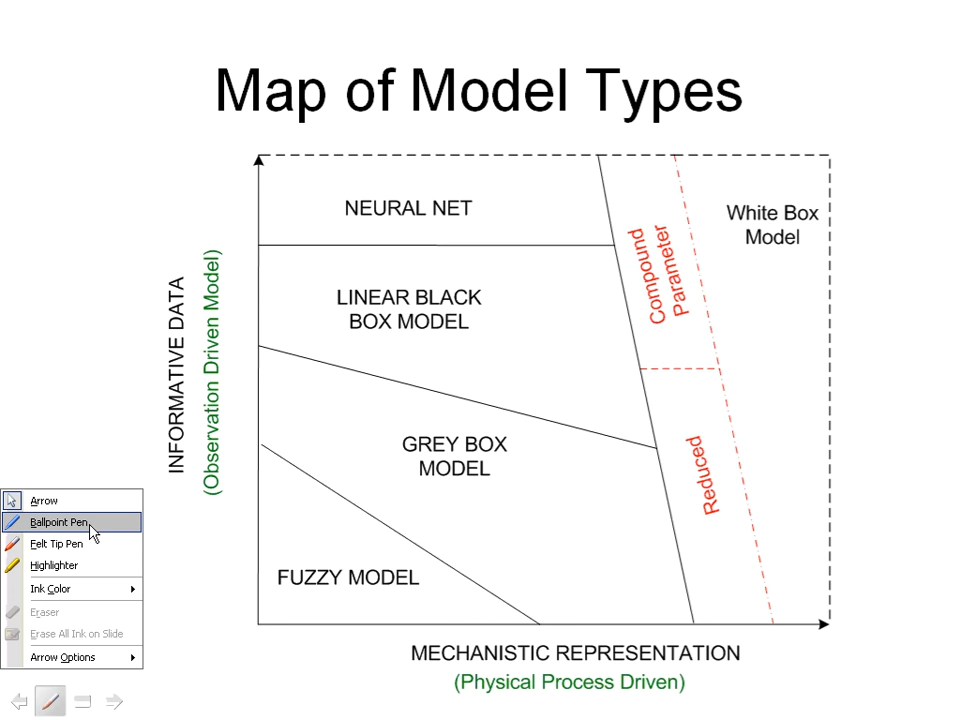 Map of Model Types
NEURAL NET
White Box
Model
Compound
Parameter
LINEAR BLACK
BOX MODEL
INFORMATIVE DATA
(Observation Driven Model)
GREY BOX
MODEL
Reduced
FUZZY MODEL
MECHANISTIC REPRESENTATION
(Physical Process Driven)
Arrow
Ballpoint Pen
Felt Tip Pen
Highlighter
Ink Color
Eraser
Erase All Ink on Slide
Arrow Options